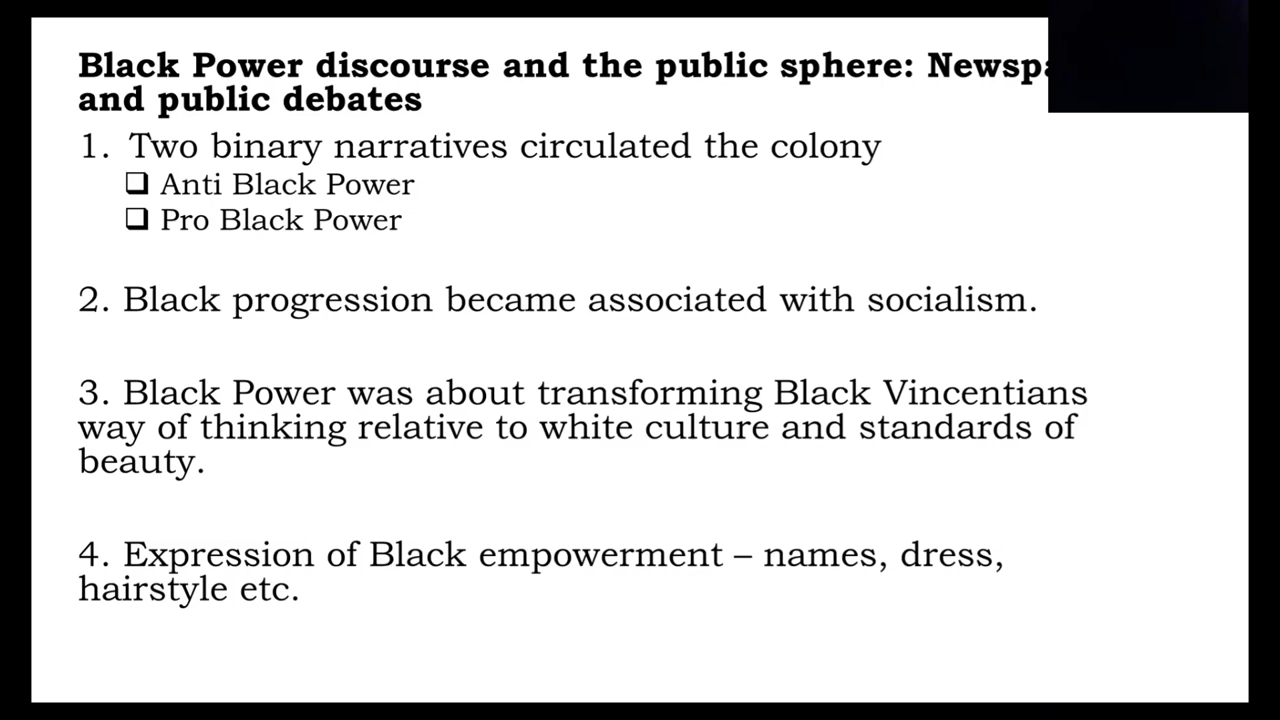 Black Power discourse and the public sphere:
and public debates
1. Two binary narratives circulated the colony
❑ Anti Black Power
❑ Pro Black Power
2. Black progression became associated with socialism.
3. Black Power was about transforming Black Vincentians
way of thinking relative to white culture and standards of
beauty.
4. Expression of Black empowerment – names, dress,
hairstyle etc.